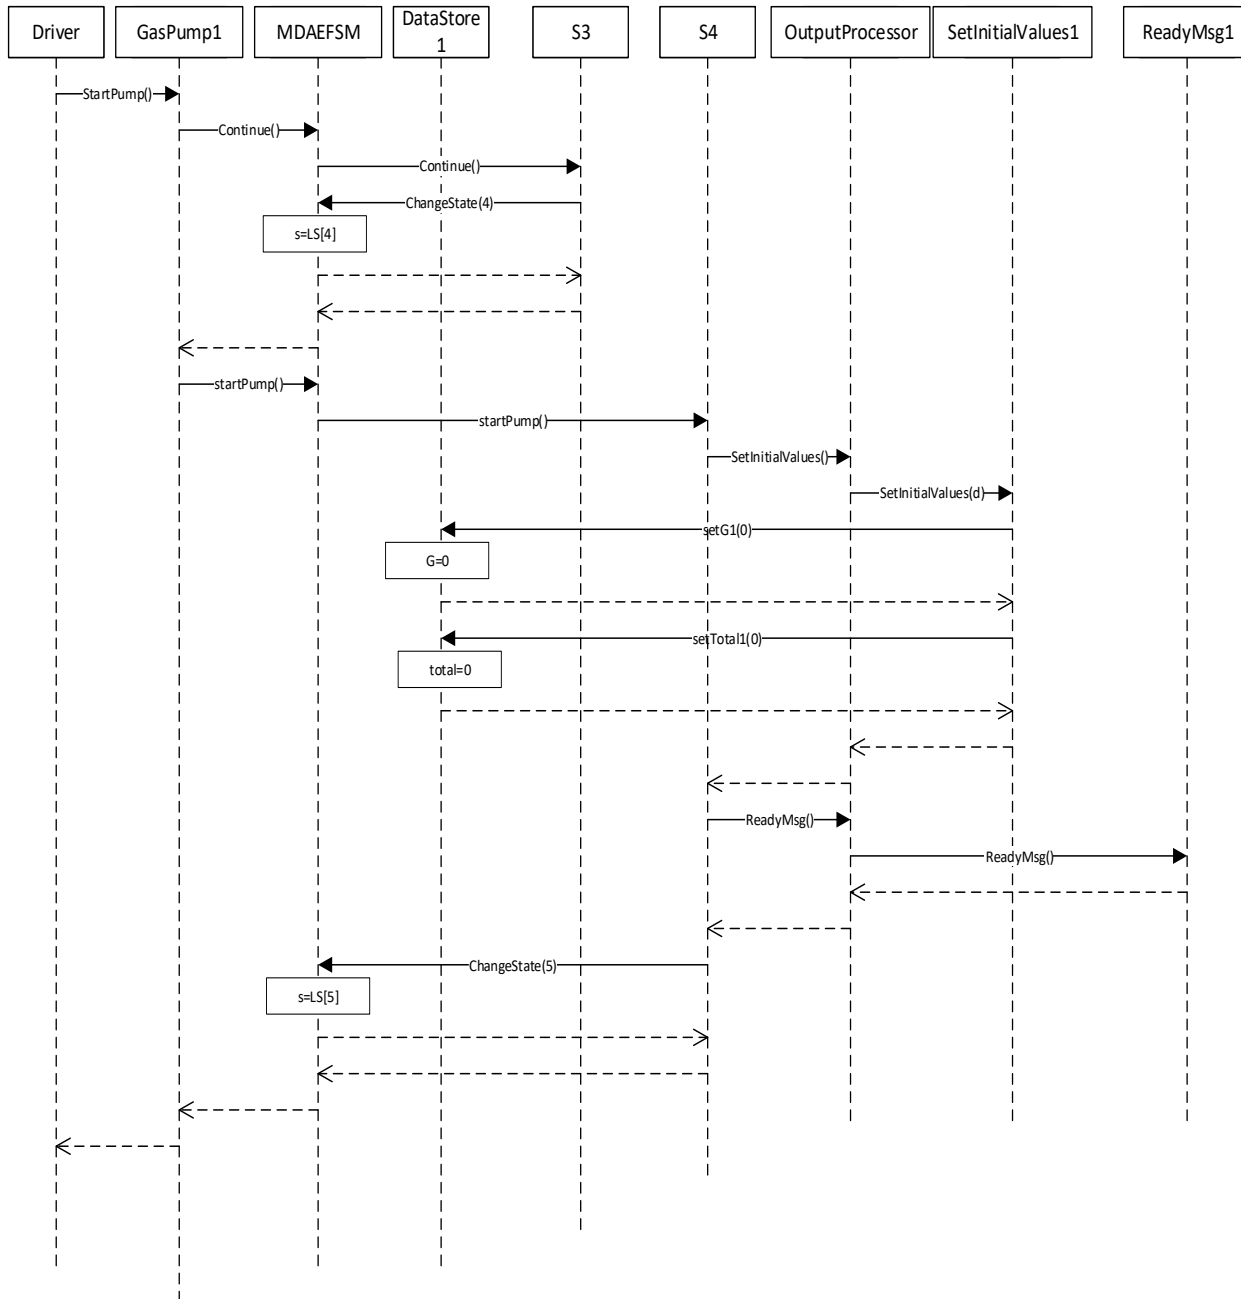 Driver
GasPump1
MDAEFSM
DataStore
1
S3
S4
OutputProcessor
SetInitialValues1
ReadyMsg1
StartPump()
Continue()
Continue()
ChangeState(4)
s=LS[4]
startPump()
startPump()
SetInitialValues()
SetInitialValues(d)
setG1(0)
G=0
setTotal1(0)
total=0
ReadyMsg()
ReadyMsg()
ChangeState(5)
s=LS[5]